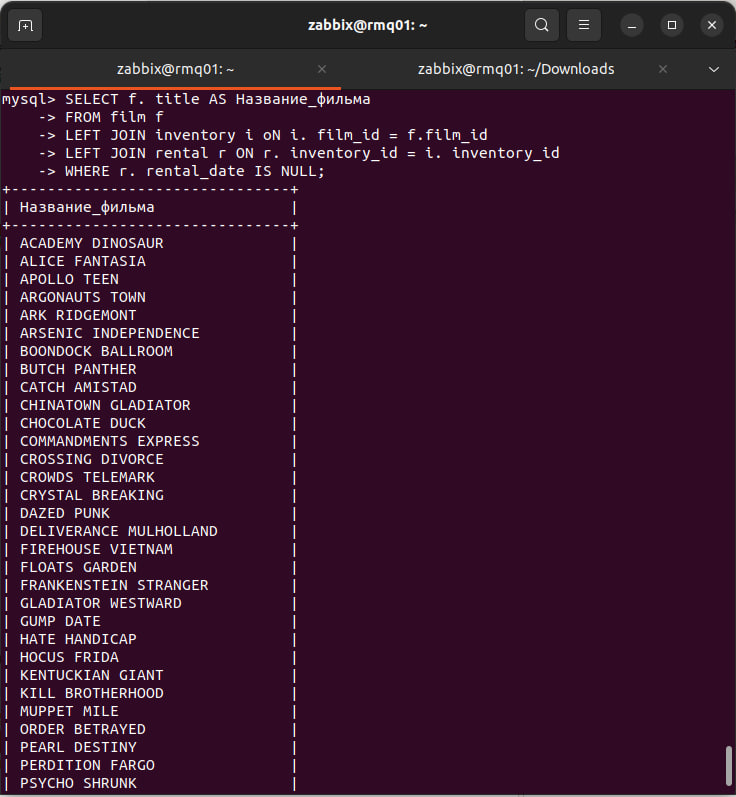 zabbix@rmq01: ~
zabbix@rmq01: ~
zabbix@rmq01: ~/Downloads
mysql> SELECT f. title AS Название_фильма
    -> FROM film f
    -> LEFT JOIN inventory i oN i. film_id = f.film_id
    -> LEFT JOIN rental r ON r. inventory_id = i. inventory_id
    -> WHERE r. rental_date IS NULL;
+-------------------------------+
| Название_фильма               |
+-------------------------------+
| ACADEMY DINOSAUR              |
| ALICE FANTASIA                |
| APOLLO TEEN                   |
| ARGONAUTS TOWN                |
| ARK RIDGEMONT                 |
| ARSENIC INDEPENDENCE          |
| BOONDOCK BALLROOM             |
| BUTCH PANTHER                 |
| CATCH AMISTAD                 |
| CHINATOWN GLADIATOR           |
| CHOCOLATE DUCK                |
| COMMANDMENTS EXPRESS          |
| CROSSING DIVORCE              |
| CROWDS TELEMARK               |
| CRYSTAL BREAKING              |
| DAZED PUNK                    |
| DELIVERANCE MULHOLLAND        |
| FIREHOUSE VIETNAM             |
| FLOATS GARDEN                 |
| FRANKENSTEIN STRANGER         |
| GLADIATOR WESTWARD            |
| GUMP DATE                     |
| HATE HANDICAP                 |
| HOCUS FRIDA                   |
| KENTUCKIAN GIANT              |
| KILL BROTHERHOOD              |
| MUPPET MILE                   |
| ORDER BETRAYED                |
| PEARL DESTINY                 |
| PERDITION FARGO               |
| PSYCHO SHRUNK                 |